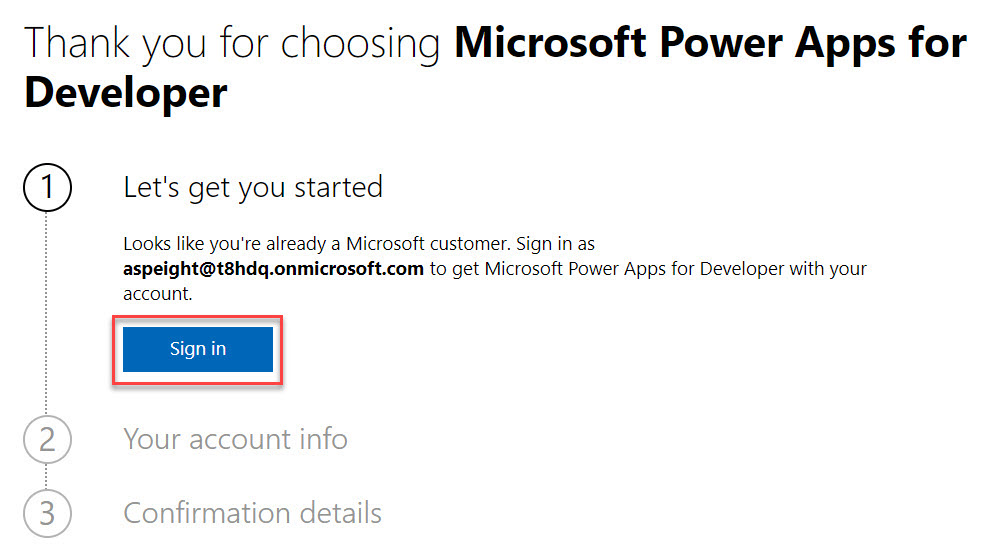 Thank you for choosing Microsoft Power Apps for
Developer
1
Let's get you started
Looks like you're already a Microsoft customer. Sign in as
aspeight@t8hdq.onmicrosoft.com to get Microsoft Power Apps for Developer with your
account.
Sign in
2
Your account info
3
Confirmation details